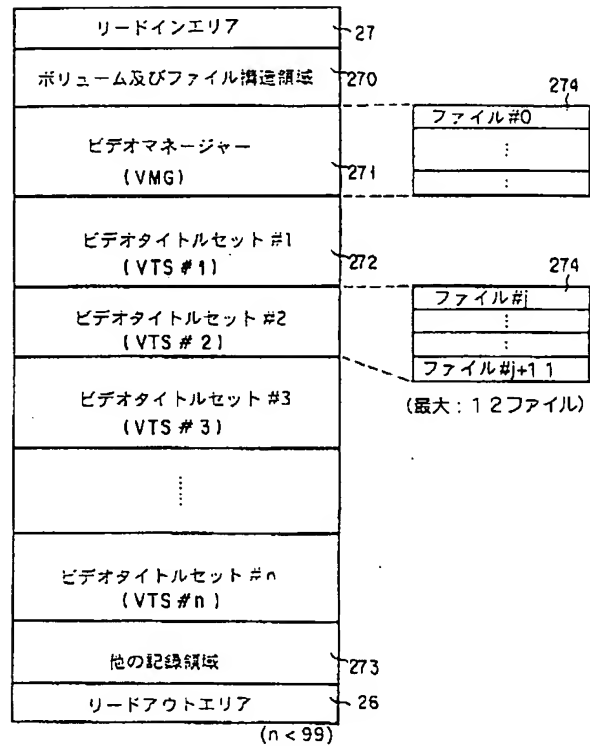 リードインエリア
27
ボリューム及びファイル構造領域
270
ビデオマネージャー
(VMG)
271
274
ファイル#0
⋮
⋮
ビデオタイトルセット #1
(VTS #1)
272
ビデオタイトルセット #2
(VTS #2)
274
ファイル#j
⋮
⋮
ファイル#j+11
(最大:12ファイル)
ビデオタイトルセット #3
(VTS #3)
⋮
ビデオタイトルセット #n
(VTS #n)
他の記録領域
273
リードアウトエリア
26
(n<99)